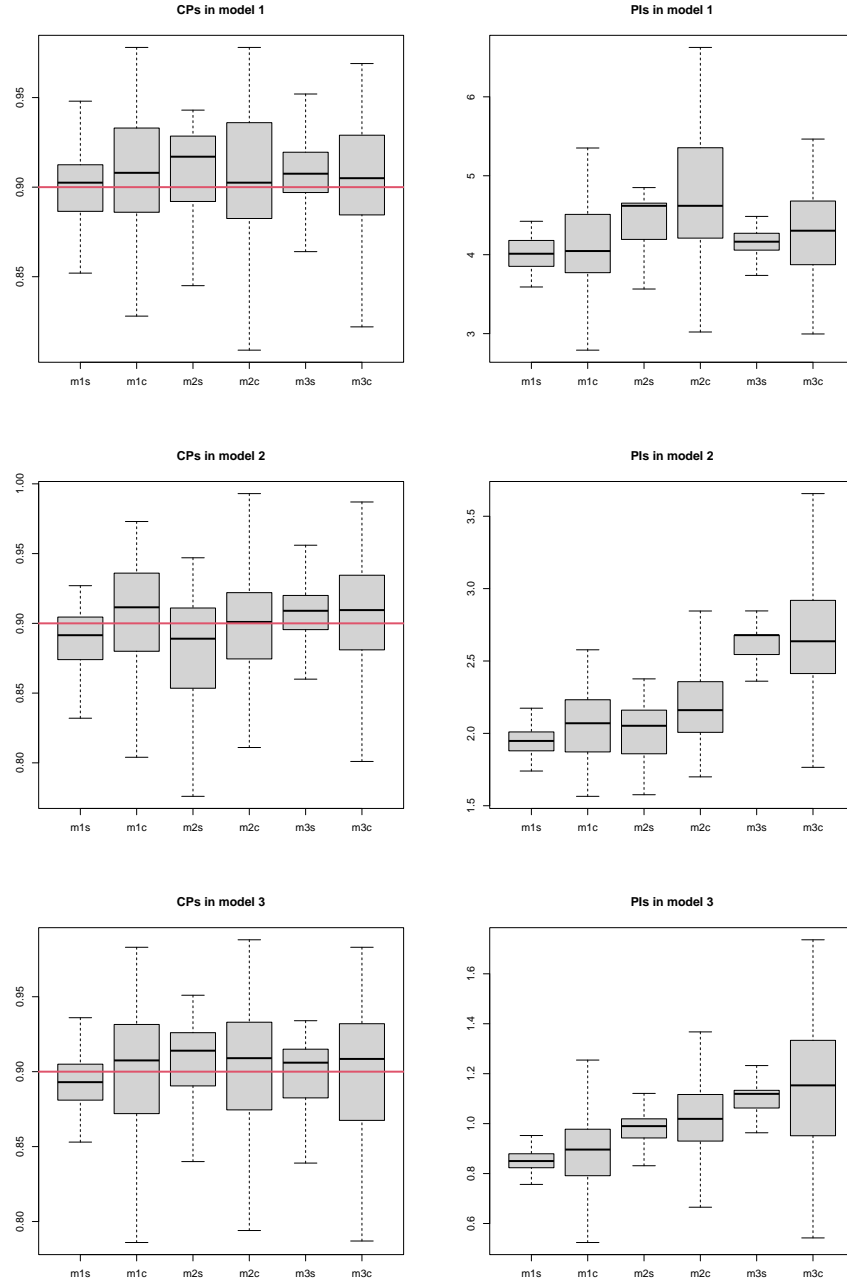 CPs in model 1
0.95
0.90
0.85
m1s m1c m2s m2c m3s m3c
PIs in model 1
6
5
4
3
m1s m1c m2s m2c m3s m3c
CPs in model 2
1.00
0.95
0.90
0.85
0.80
m1s m1c m2s m2c m3s m3c
PIs in model 2
3.5
3.0
2.5
2.0
1.5
m1s m1c m2s m2c m3s m3c
CPs in model 3
0.95
0.90
0.85
0.80
m1s m1c m2s m2c m3s m3c
PIs in model 3
1.6
1.4
1.2
1.0
0.8
0.6
m1s m1c m2s m2c m3s m3c